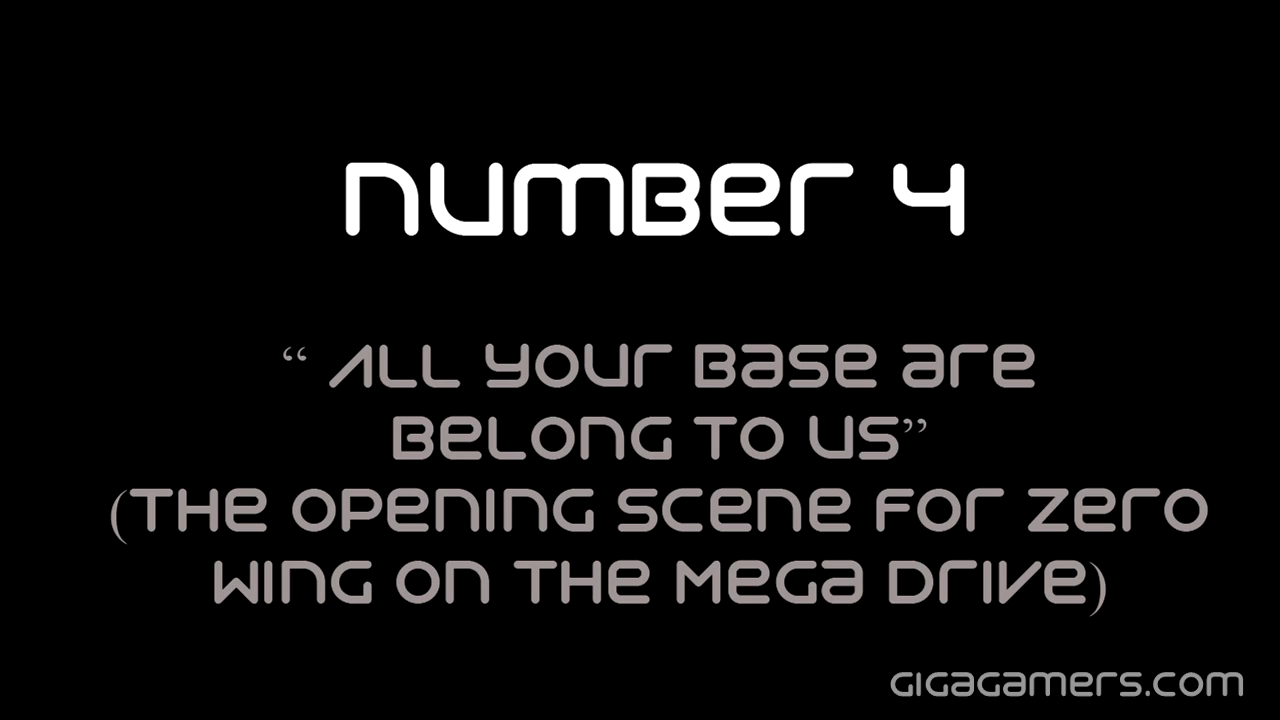 Number 4
“ All your base are
belong to us”
(The opening scene for Zero
Wing on the Mega Drive)
gigagamers.com